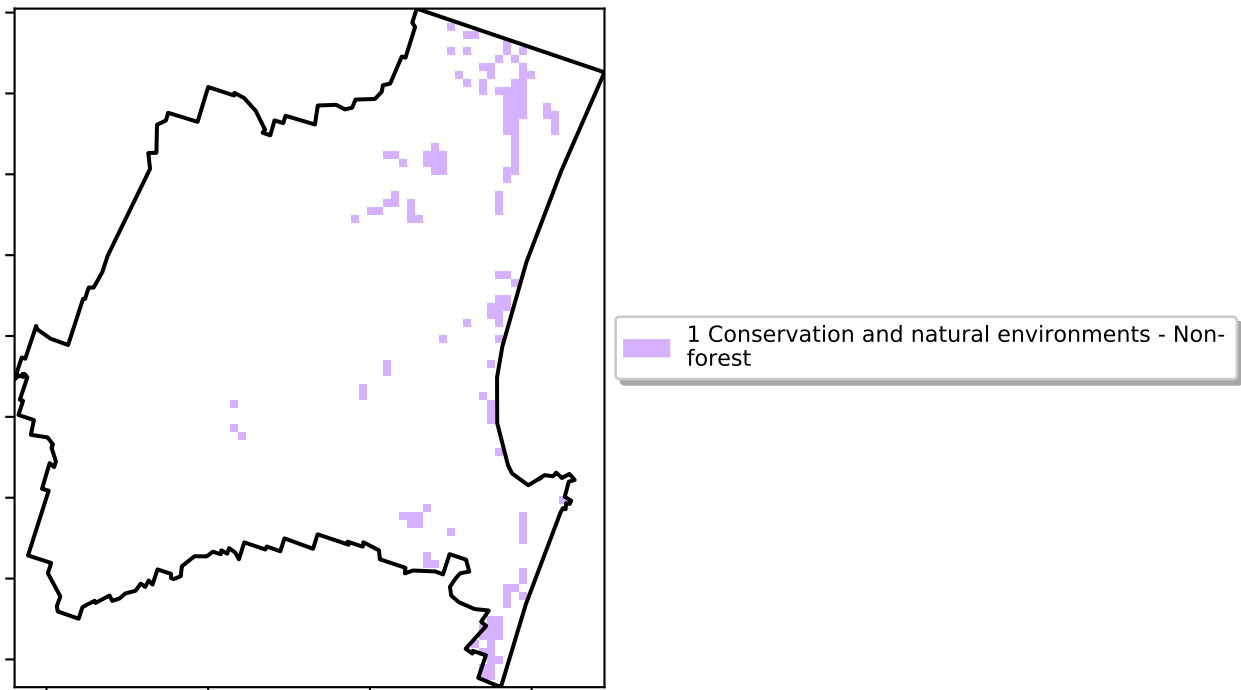 1 Conservation and natural environments - Non-
forest